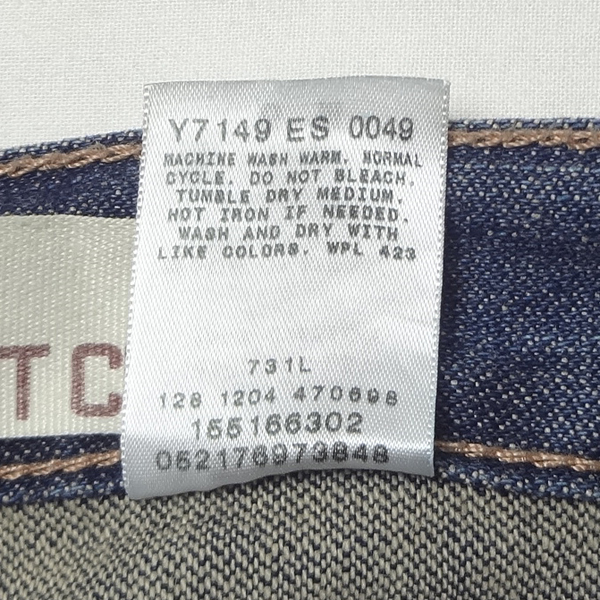 Y7149 ES 0049
MACHINE WASH WARM, NORMAL
CYCLE. DO NOT BLEACH.
TUMBLE DRY MEDIUM.
HOT IRON IF NEEDED.
WASH AND DRY WITH
LIKE COLORS. WPL 423
TC
731L
128 1204 470698
155166302
052176973848